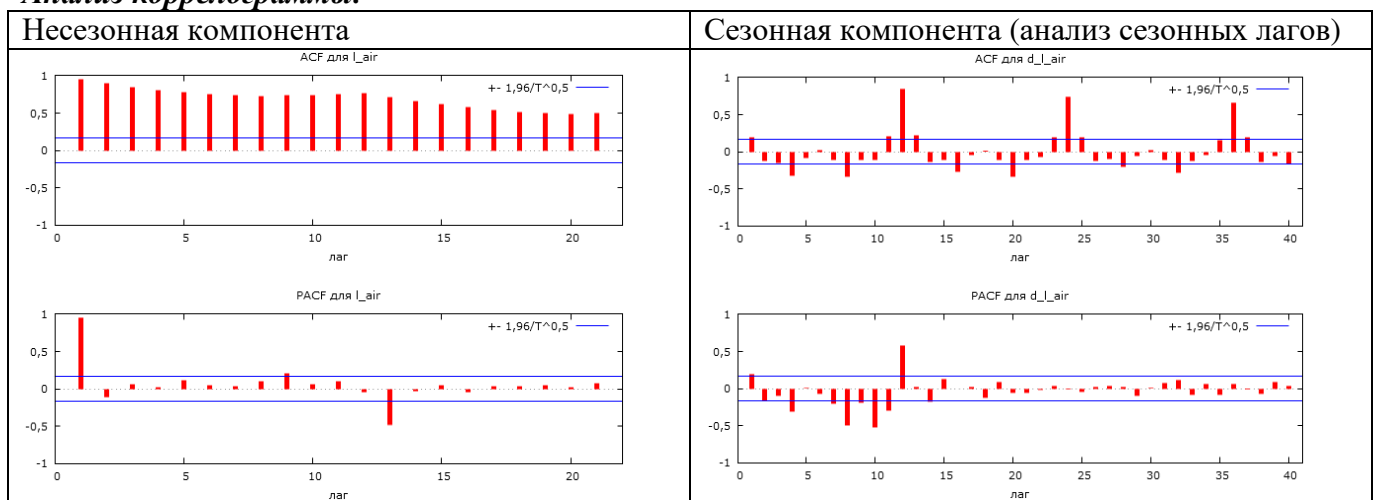 Анализ коррелограммы.
Несезонная компонента
Сезонная компонента (анализ сезонных лагов)
ACF для l_air
+- 1,96/T^0,5
1
0,5
0
-0,5
-1
0 5 10 15 20
лаг
PACF для l_air
+- 1,96/T^0,5
1
0,5
0
-0,5
-1
0 5 10 15 20
лаг
ACF для d_l_air
+- 1,96/T^0,5
1
0,5
0
-0,5
-1
0 5 10 15 20 25 30 35 40
лаг
PACF для d_l_air
+- 1,96/T^0,5
1
0,5
0
-0,5
-1
0 5 10 15 20 25 30 35 40
лаг